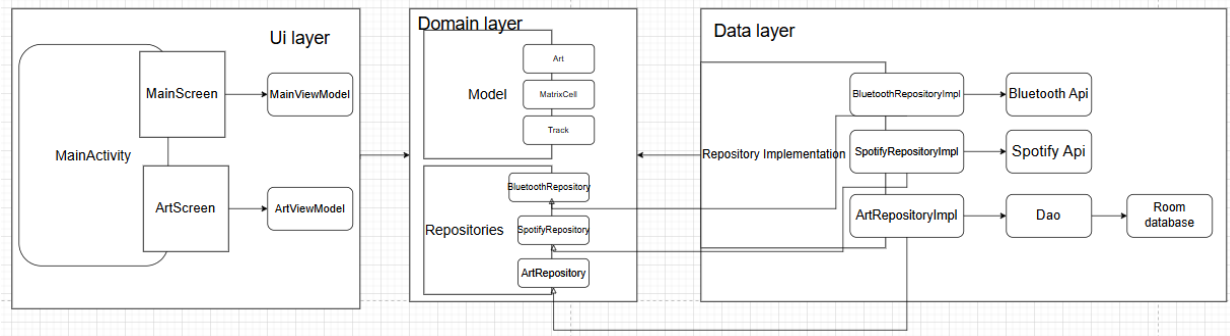 Ui layer
MainScreen
MainViewModel
MainActivity
ArtScreen
ArtViewModel
Domain layer
Art
Model
MatrixCell
Track
BluetoothRepository
Repositories
SpotifyRepository
ArtRepository
Data layer
BluetoothRepositoryImpl
Bluetooth Api
Repository Implementation
SpotifyRepositoryImpl
Spotify Api
ArtRepositoryImpl
Dao
Room
database